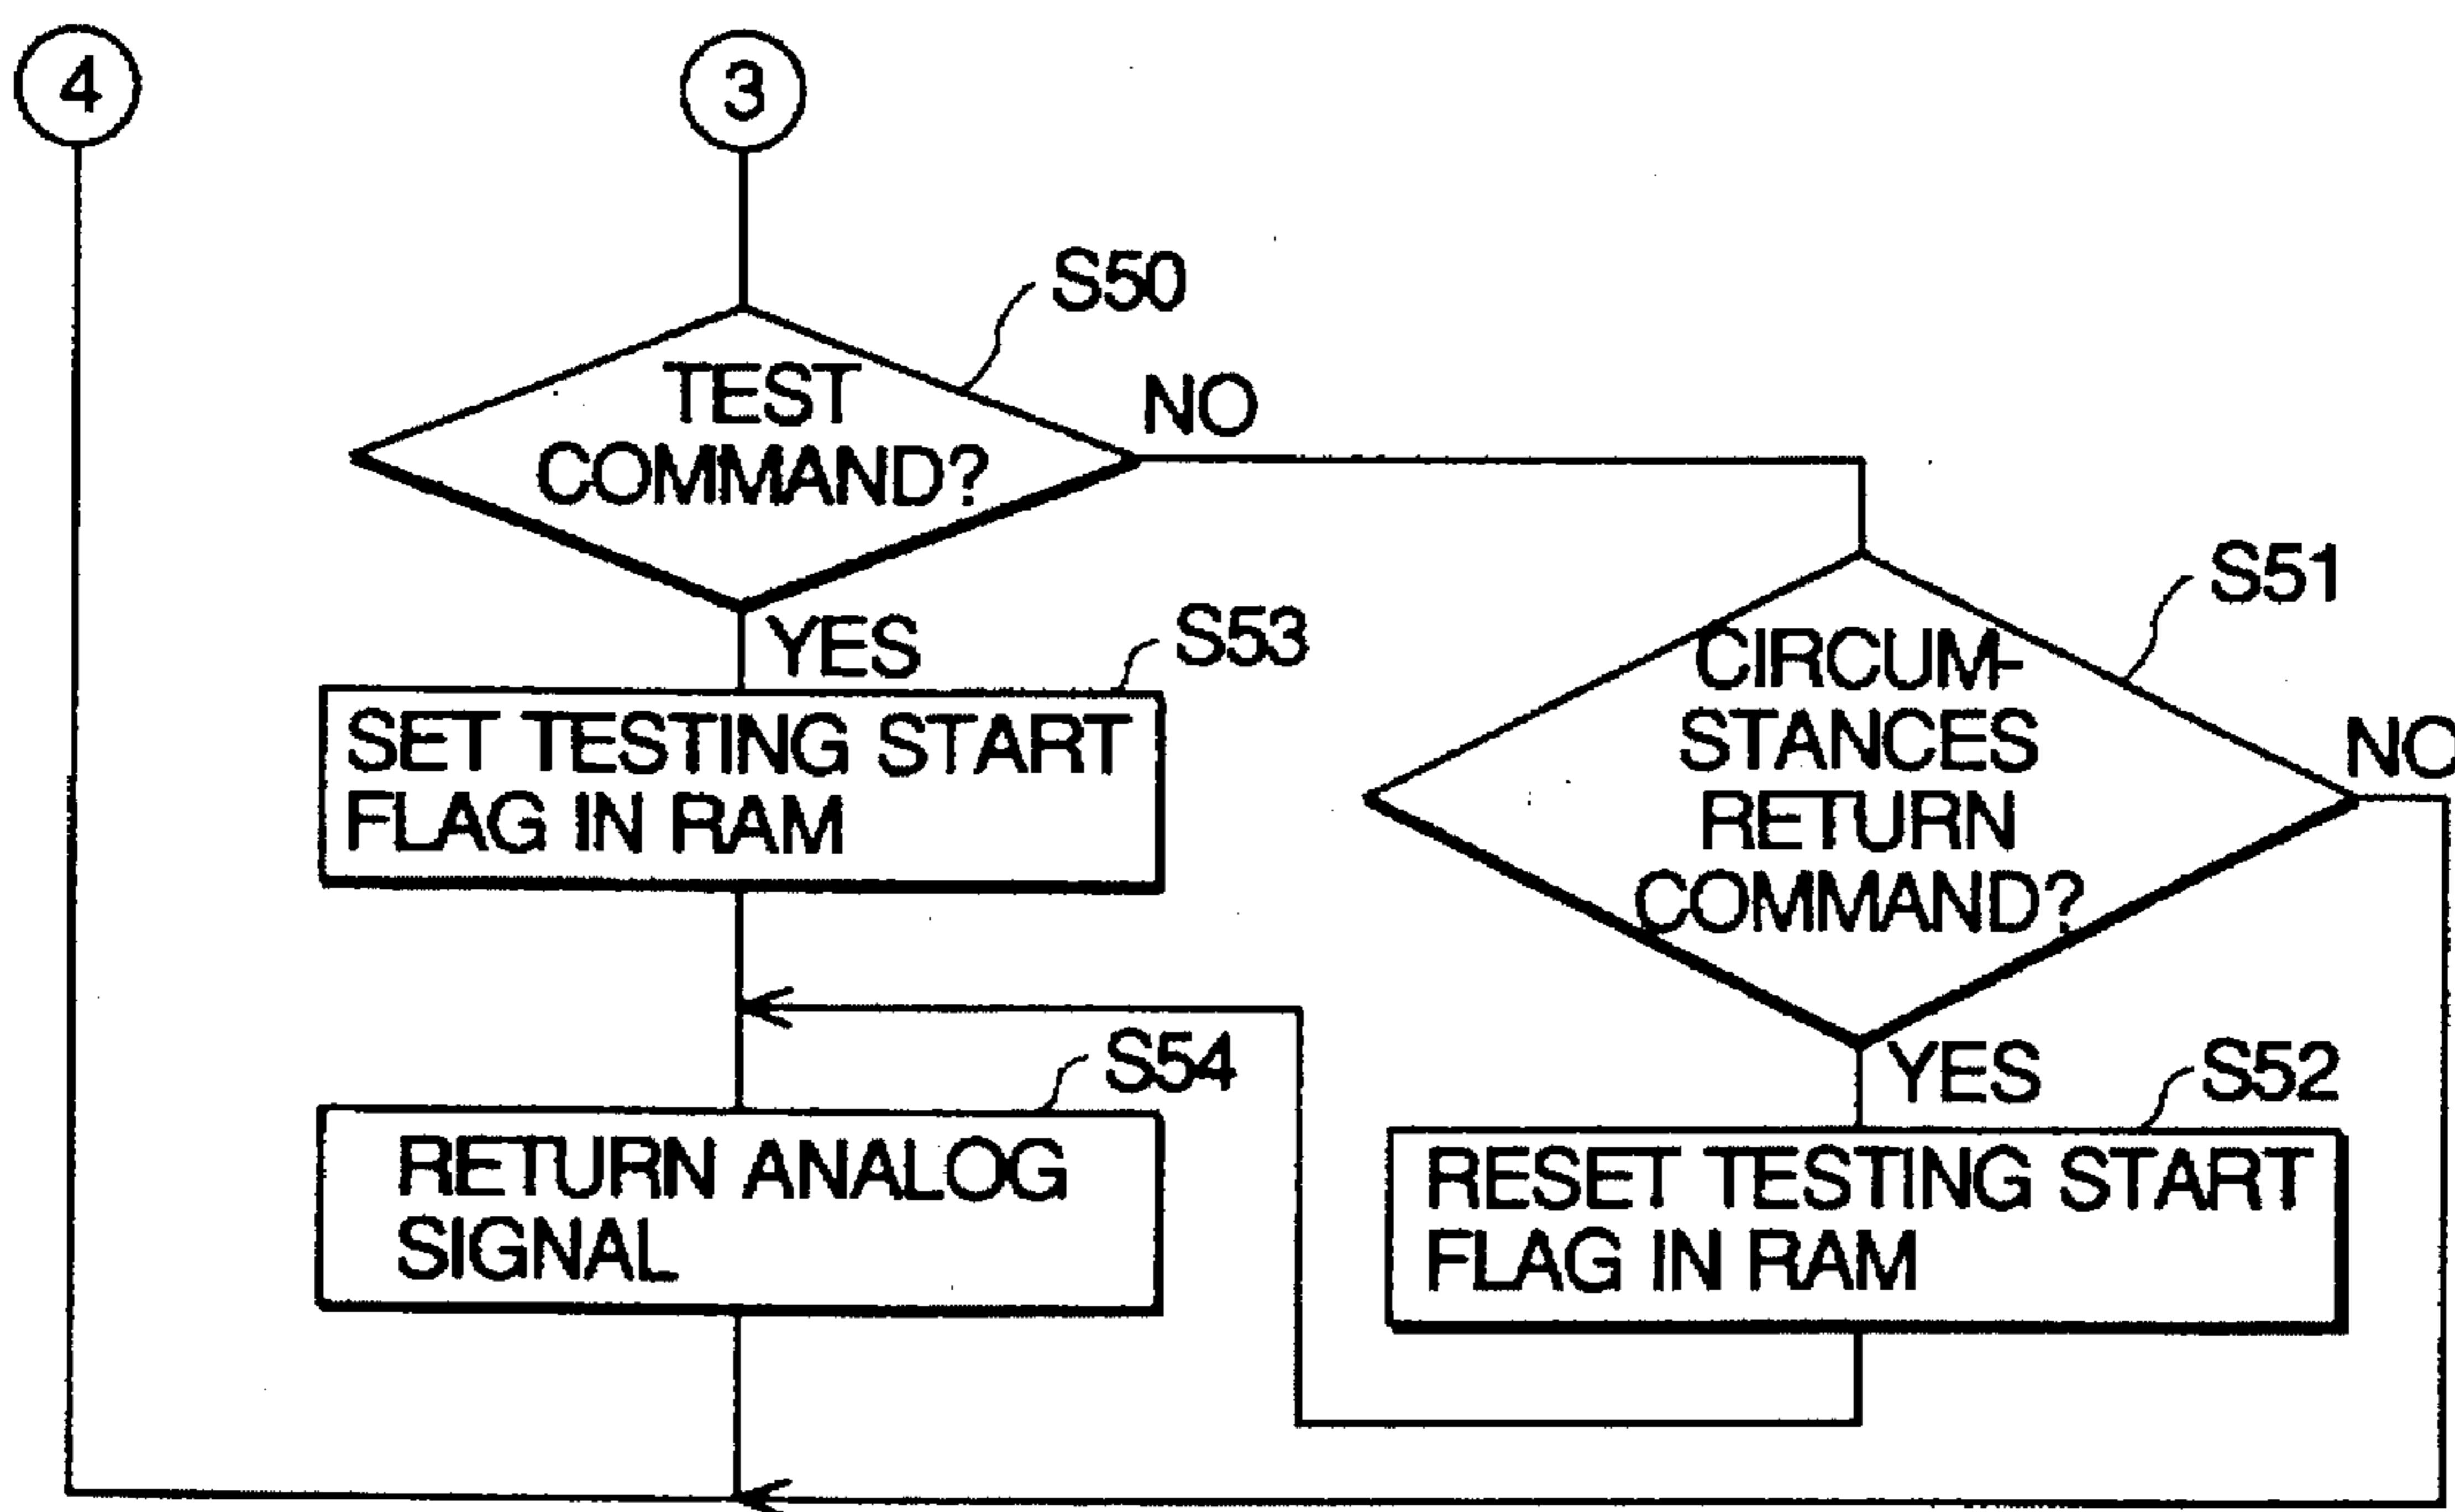 4
3
S50
TEST
COMMAND?
NO
YES
S53
SET TESTING START
FLAG IN RAM
S51
CIRCUM-
STANCES
RETURN
COMMAND?
NO
YES
S52
RESET TESTING START
FLAG IN RAM
S54
RETURN ANALOG
SIGNAL